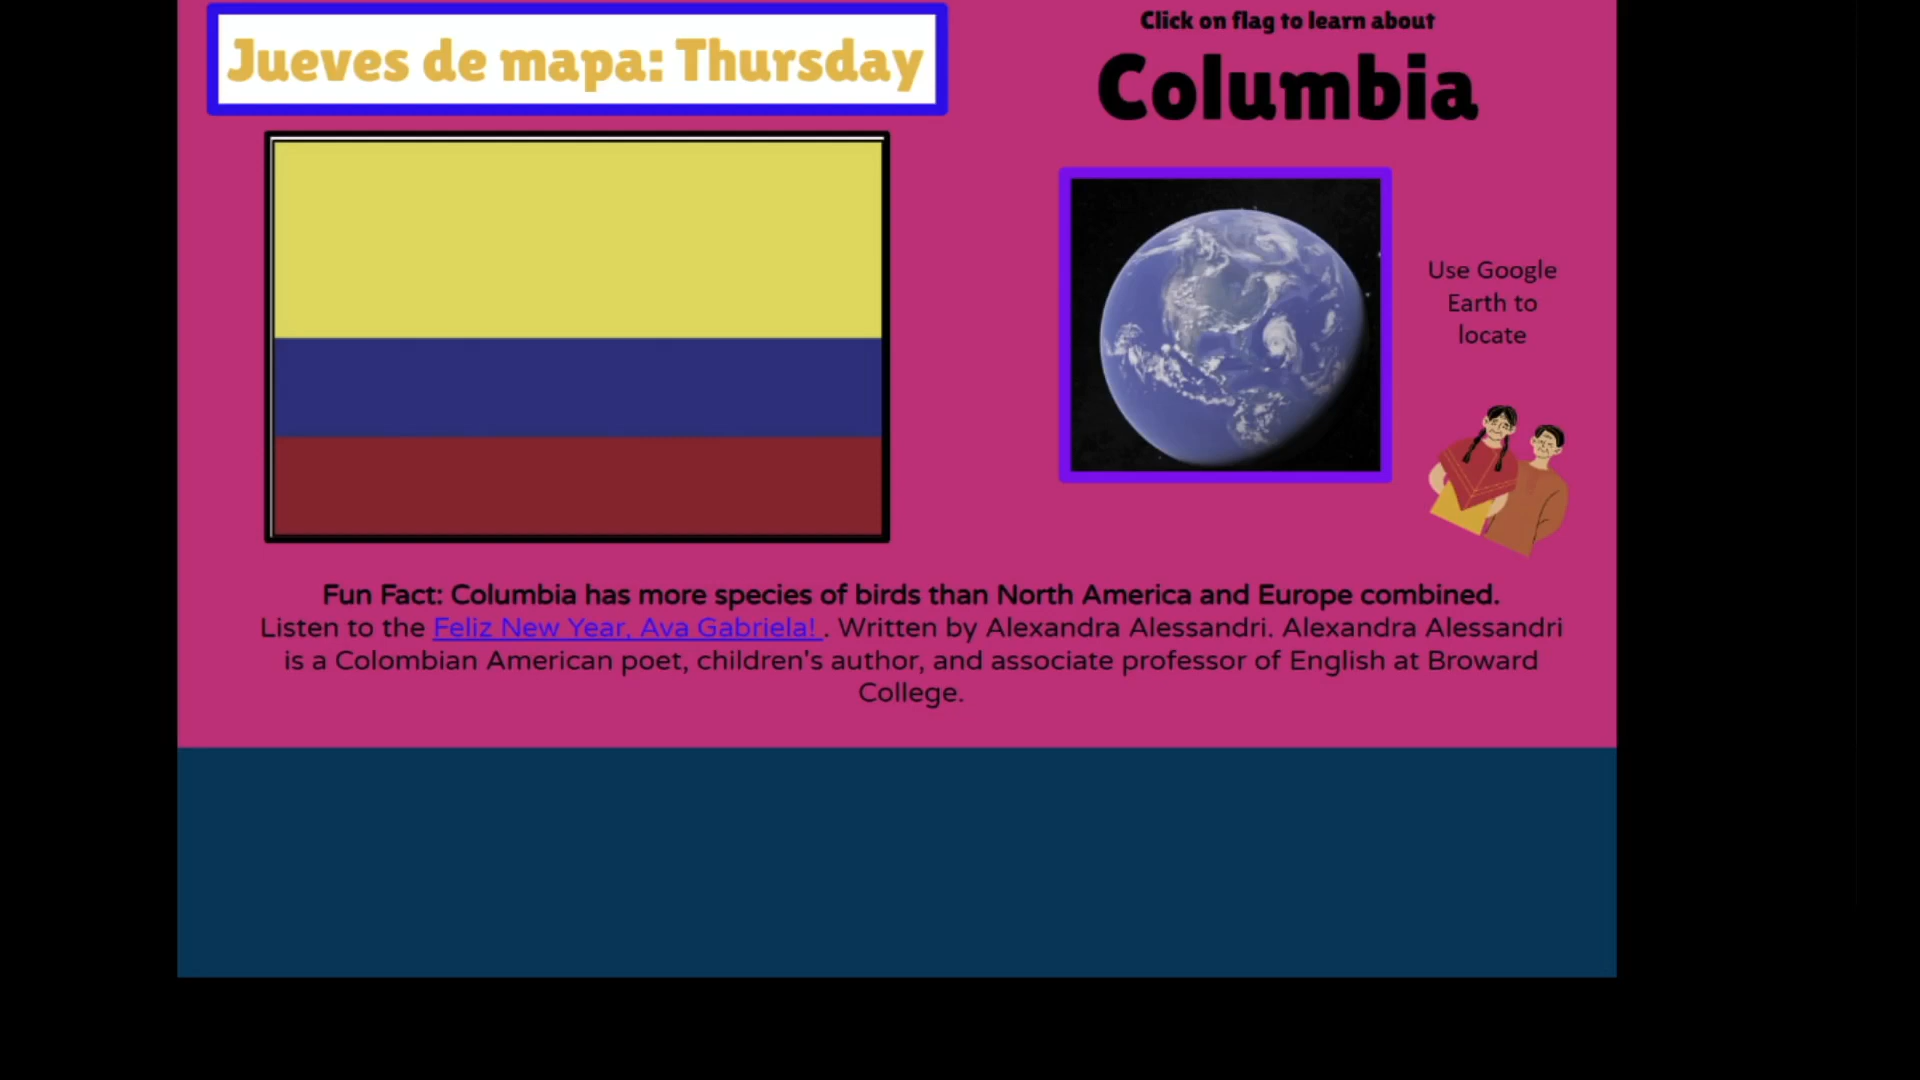 Jueves de mapa: Thursday
Click on flag to learn about
Columbia
Use Google
Earth to
locate
Fun Fact: Columbia has more species of birds than North America and Europe combined.
Listen to the Feliz New Year, Ava Gabriela! . Written by Alexandra Alessandri. Alexandra Alessandri
is a Colombian American poet, children's author, and associate professor of English at Broward
College.